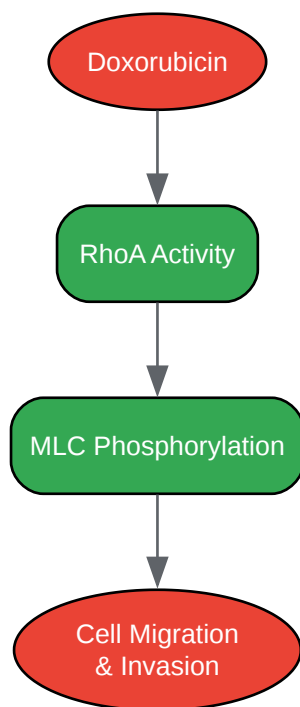 Doxorubicin
RhoA Activity
MLC Phosphorylation
Cell Migration
& Invasion